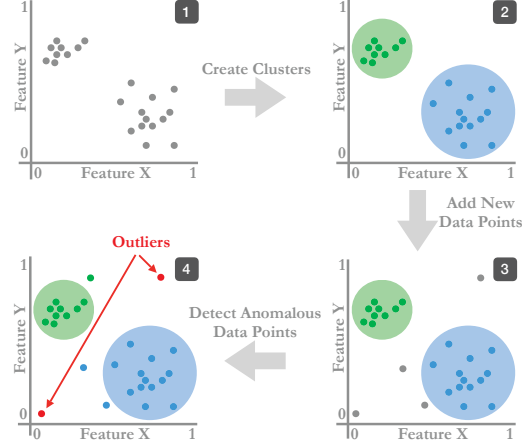 1
1
Feature Y
0
0
Feature X
1
Create Clusters
2
1
Feature Y
0
0
Feature X
1
Add New
Data Points
Outliers
4
1
Feature Y
0
0
Feature X
1
Detect Anomalous
Data Points
3
1
Feature Y
0
0
Feature X
1